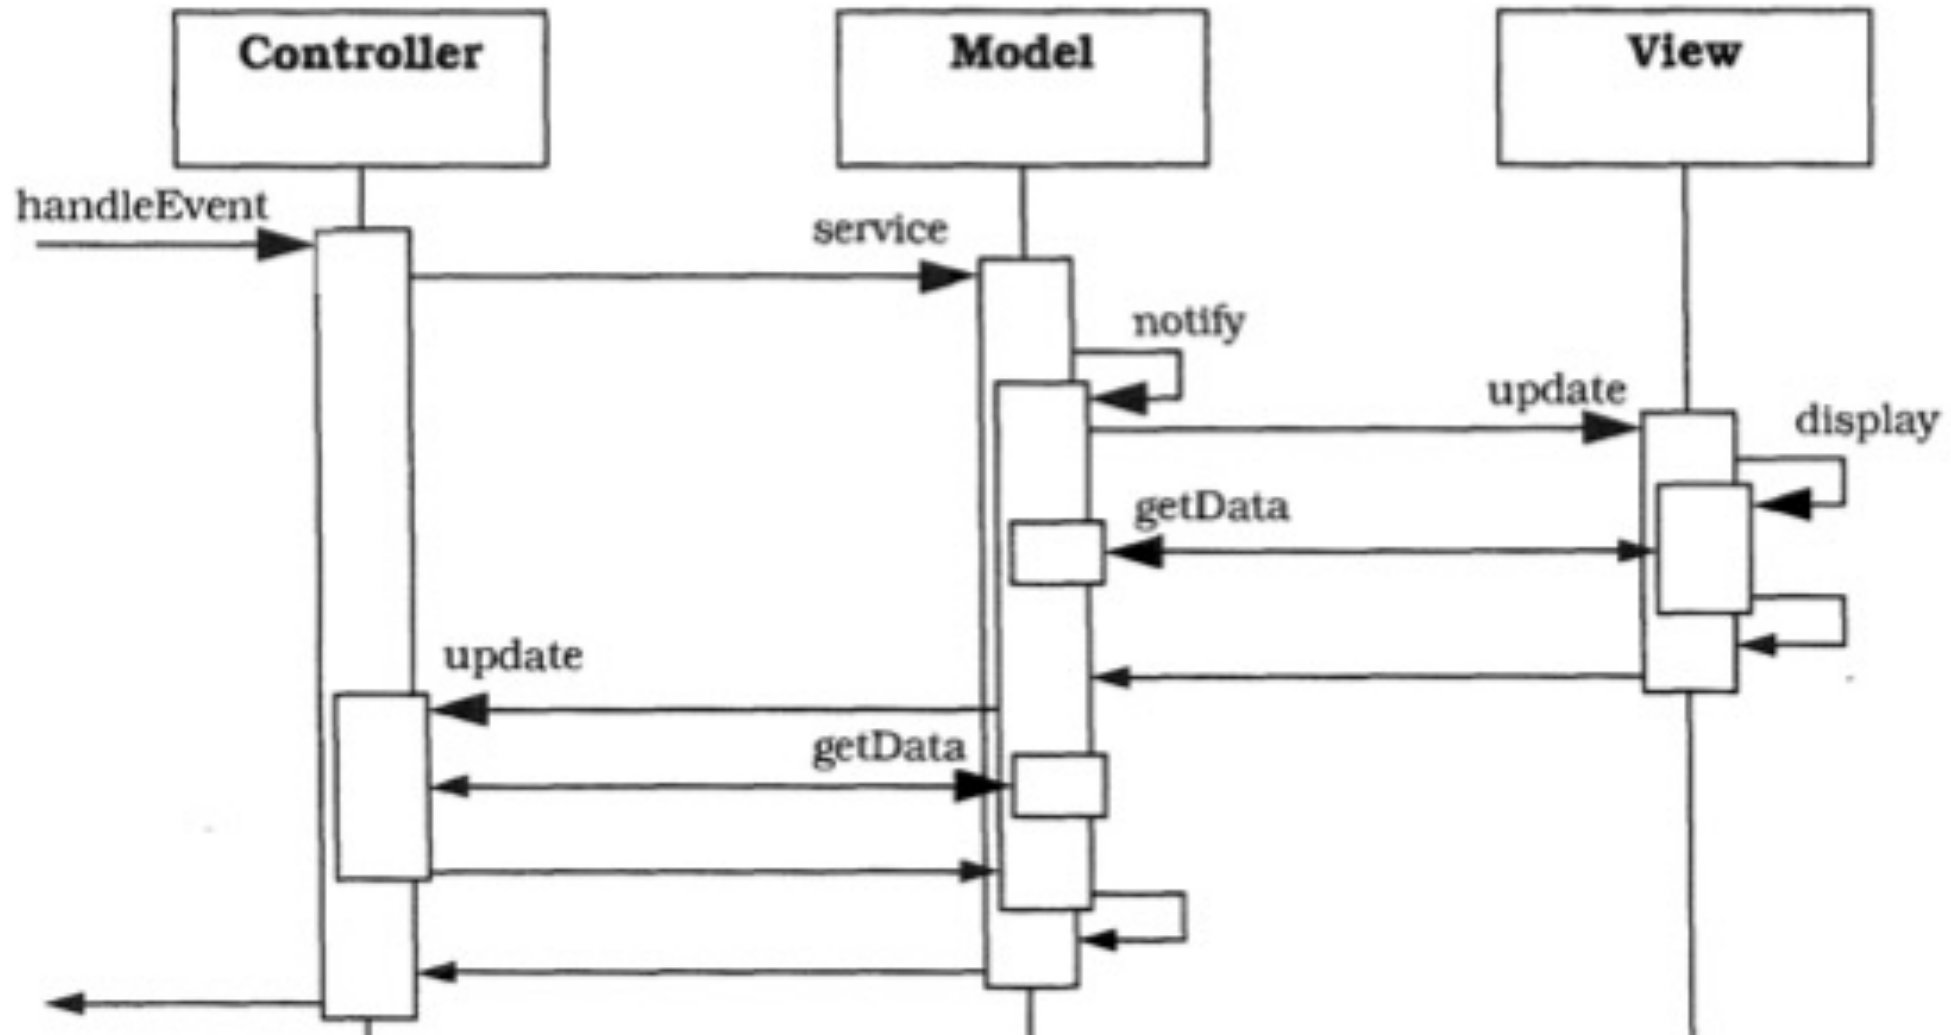 Controller
Model
View
handleEvent
service
notify
update
display
getData
update
getData